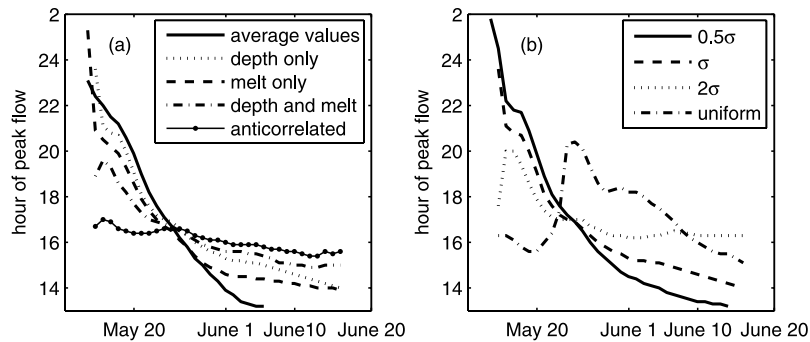 2
24
22
20
18
16
14
hour of peak flow
(a)
average values
depth only
melt only
depth and melt
anticorrelated
May 20
June 1
June10
June 20
2
24
22
20
18
16
14
hour of peak flow
(b)
0.5σ
σ
2σ
uniform
May 20
June 1
June 10
June 20